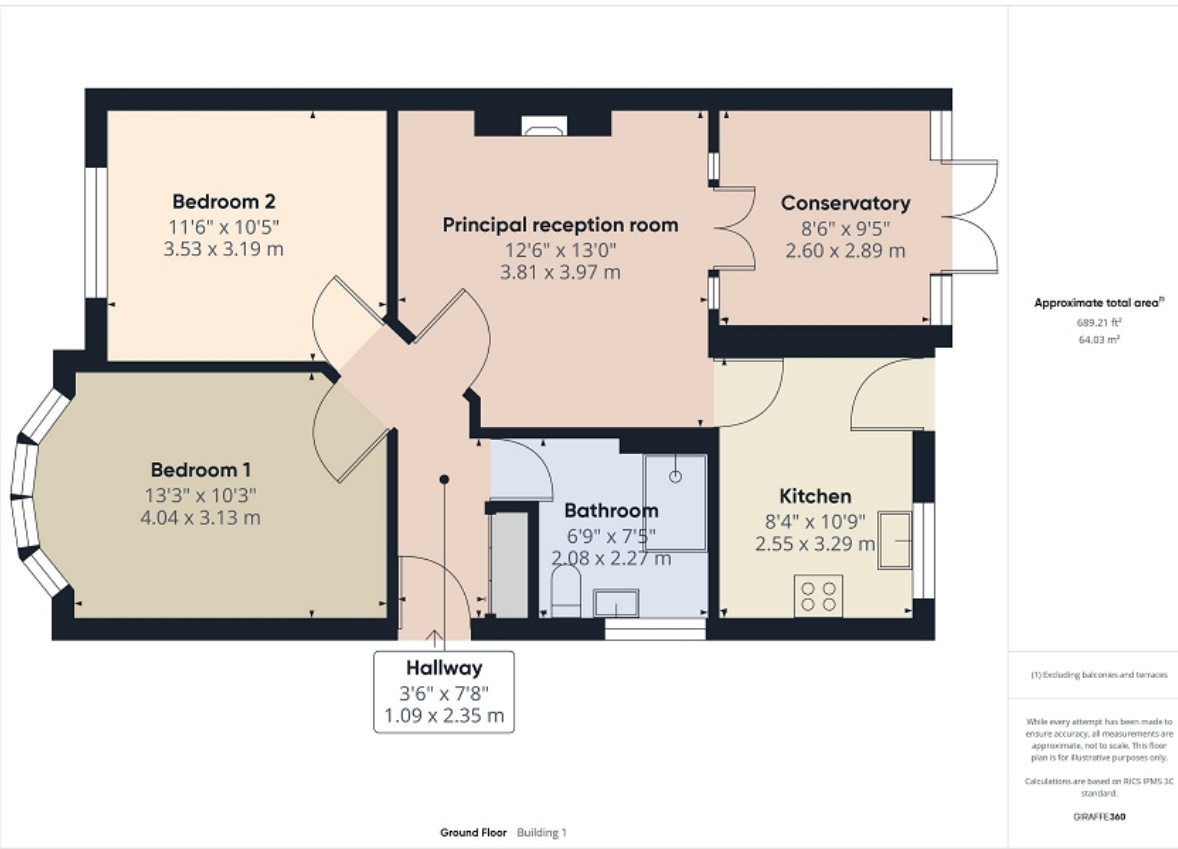 Bedroom 2
11'6" x 10'5"
3.53 x 3.19 m
Principal reception room
12'6" x 13'0"
3.81 x 3.97 m
Conservatory
8'6" x 9'5"
2.60 x 2.89 m
Bedroom 1
13'3" x 10'3"
4.04 x 3.13 m
Bathroom
6'9" x 7'5"
2.08 x 2.27 m
Kitchen
8'4" x 10'9"
2.55 x 3.29 m
Hallway
3'6" x 7'8"
1.09 x 2.35 m
Ground Floor Building 1
Approximate total area⁽¹⁾
689.21 ft²
64.03 m²
(1) Excluding balconies and terraces
While every attempt has been made to
ensure accuracy, all measurements are
approximate, not to scale. This floor
plan is for illustrative purposes only.
Calculations are based on RICS IPMS 3C
standard.
GIRAFFE360